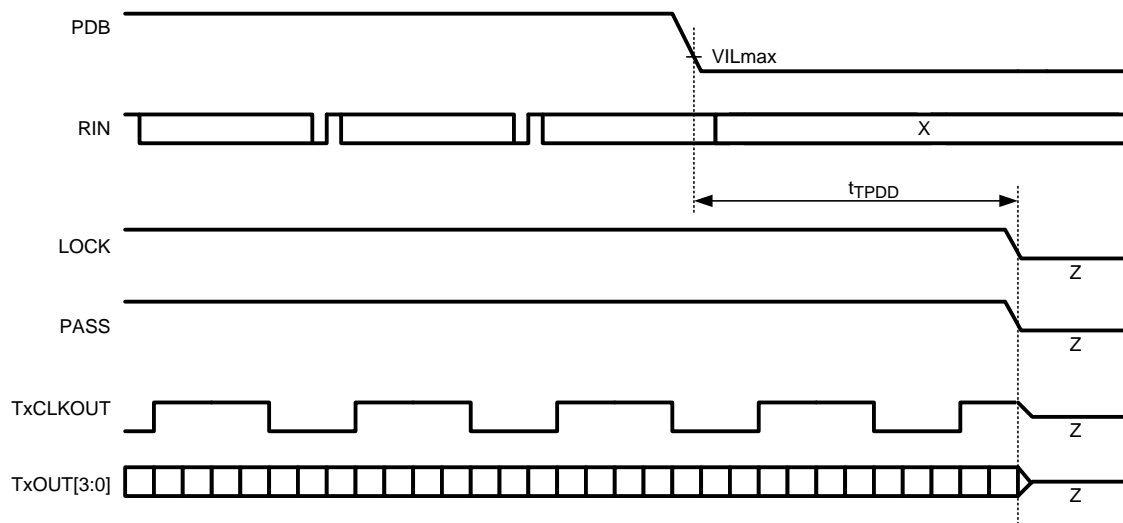 PDB
VILmax
RIN
X
tTPDD
LOCK
Z
PASS
Z
TxCLKOUT
Z
TxOUT[3:0]
Z